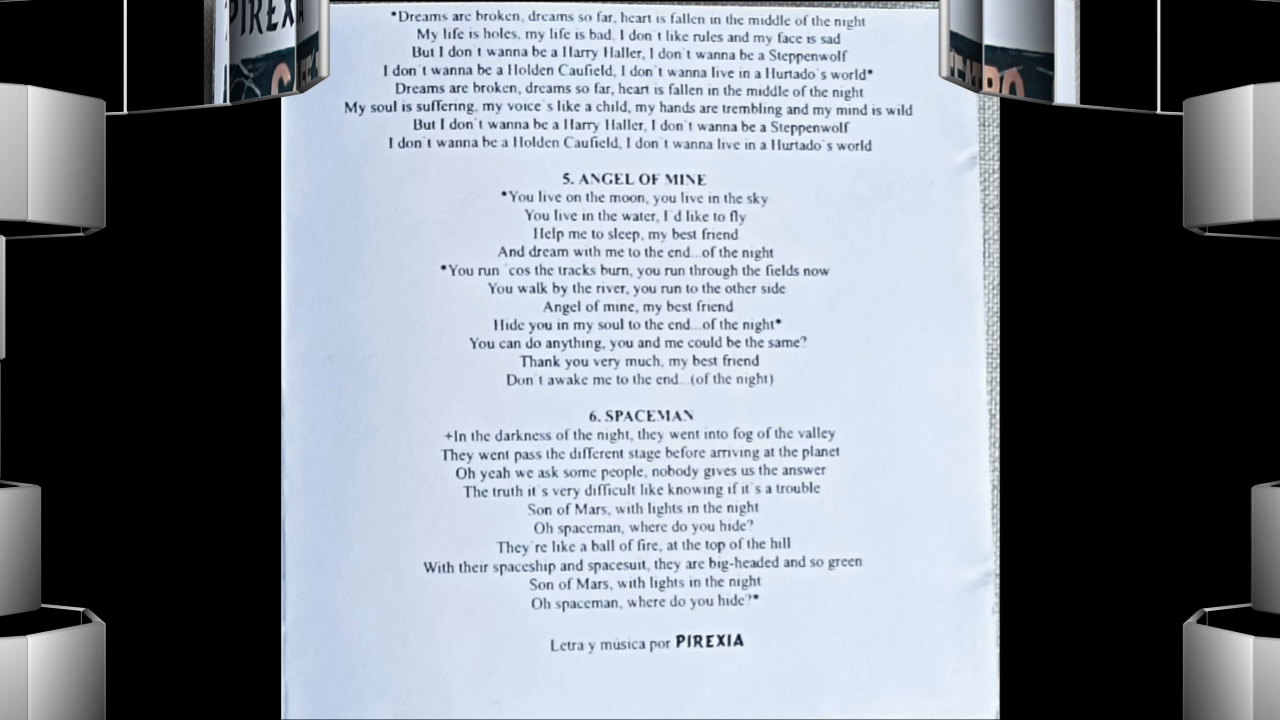 PIREXIA
*Dreams are broken, dreams so far, heart is fallen in the middle of the night
My life is holes, my life is bad, I don't like rules and my face is sad
But I don't wanna be a Harry Haller, I don't wanna be a Steppenwolf
I don't wanna be a Holden Caufield, I don't wanna live in a Hurtado's world*
Dreams are broken, dreams so far, heart is fallen in the middle of the night
My soul is suffering, my voice's like a child, my hands are trembling and my mind is wild
But I don't wanna be a Harry Haller, I don't wanna be a Steppenwolf
I don't wanna be a Holden Caufield, I don't wanna live in a Hurtado's world
5. ANGEL OF MINE
*You live on the moon, you live in the sky
You live in the water, I'd like to fly
Help me to sleep, my best friend
And dream with me to the end...of the night
*You run 'cos the tracks burn, you run through the fields now
You walk by the river, you run to the other side
Angel of mine, my best friend
Hide you in my soul to the end...of the night*
You can do anything, you and me could be the same?
Thank you very much, my best friend
Don't awake me to the end...(of the night)
6. SPACEMAN
+In the darkness of the night, they went into fog of the valley
They went pass the different stage before arriving at the planet
Oh yeah we ask some people, nobody gives us the answer
The truth it's very difficult like knowing if it's a trouble
Son of Mars, with lights in the night
Oh spaceman, where do you hide?
They're like a ball of fire, at the top of the hill
With their spaceship and spacesuit, they are big-headed and so green
Son of Mars, with lights in the night
Oh spaceman, where do you hide?*
Letra y música por PIREXIA